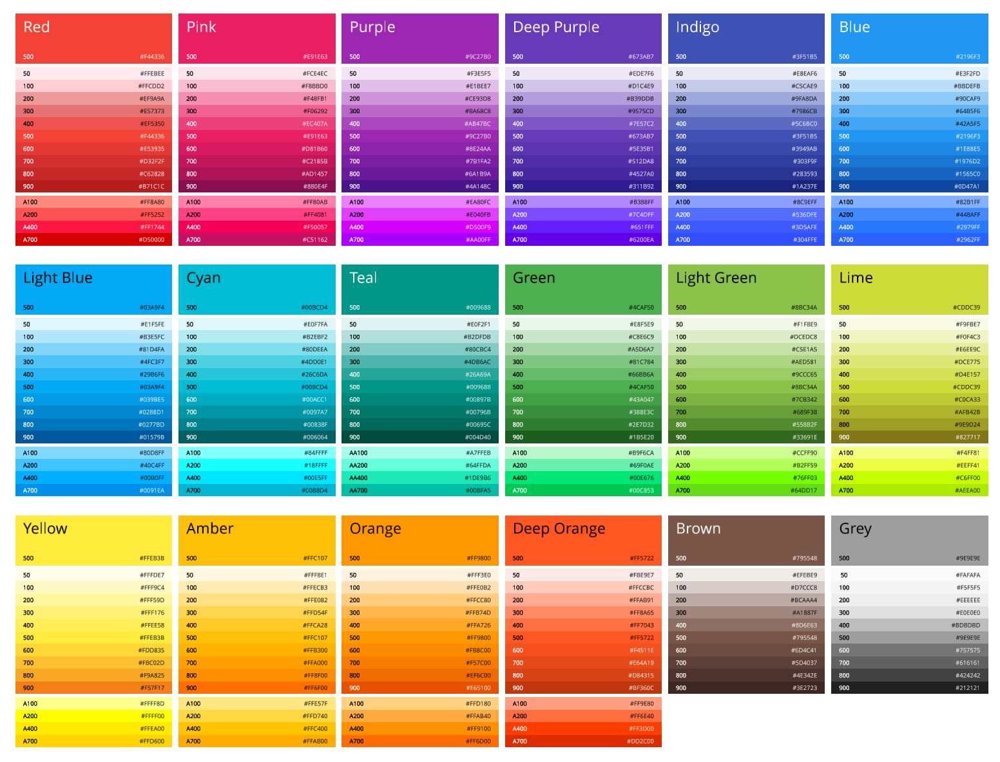 Red
500 #F44336
50 #FFEBEE
100 #FFCDD2
200 #EF9A9A
300 #E57373
400 #EF5350
500 #F44336
600 #E53935
700 #D32F2F
800 #C62828
900 #B71C1C
A100 #FF8A80
A200 #FF5252
A400 #FF1744
A700 #D50000
Pink
500 #E91E63
50 #FCE4EC
100 #F8BBD0
200 #F48FB1
300 #F06292
400 #EC407A
500 #E91E63
600 #D81B60
700 #C2185B
800 #AD1457
900 #880E4F
A100 #FF80AB
A200 #FF4081
A400 #F50057
A700 #C51162
Purple
500 #9C27B0
50 #F3E5F5
100 #E1BEE7
200 #CE93D8
300 #BA68C8
400 #AB47BC
500 #9C27B0
600 #8E24AA
700 #7B1FA2
800 #6A1B9A
900 #4A148C
A100 #EA80FC
A200 #E040FB
A400 #D500F9
A700 #AA00FF
Deep Purple
500 #673AB7
50 #EDE7F6
100 #D1C4E9
200 #B39DDB
300 #9575CD
400 #7E57C2
500 #673AB7
600 #5E35B1
700 #512DA8
800 #4527A0
900 #311B92
A100 #B388FF
A200 #7C4DFF
A400 #651FFF
A700 #6200EA
Indigo
500 #3F51B5
50 #E8EAF6
100 #C5CAE9
200 #9FA8DA
300 #7986CB
400 #5C6BC0
500 #3F51B5
600 #3949AB
700 #303F9F
800 #283593
900 #1A237E
A100 #8C9EFF
A200 #536DFE
A400 #3D5AFE
A700 #304FFE
Blue
500 #2196F3
50 #E3F2FD
100 #BBDEFB
200 #90CAF9
300 #64B5F6
400 #42A5F5
500 #2196F3
600 #1E88E5
700 #1976D2
800 #1565C0
900 #0D47A1
A100 #82B1FF
A200 #448AFF
A400 #2979FF
A700 #2962FF
Light Blue
500 #03A9F4
50 #E1F5FE
100 #B3E5FC
200 #81D4FA
300 #4FC3F7
400 #29B6F6
500 #03A9F4
600 #039BE5
700 #0288D1
800 #0277BD
900 #01579B
A100 #80D8FF
A200 #40C4FF
A400 #00B0FF
A700 #0091EA
Cyan
500 #00BCD4
50 #E0F7FA
100 #B2EBF2
200 #80DEEA
300 #4DD0E1
400 #26C6DA
500 #00BCD4
600 #00ACC1
700 #0097A7
800 #00838F
900 #006064
A100 #84FFFF
A200 #18FFFF
A400 #00E5FF
A700 #00B8D4
Teal
500 #009688
50 #E0F2F1
100 #B2DFDB
200 #80CBC4
300 #4DB6AC
400 #26A69A
500 #009688
600 #00897B
700 #00796B
800 #00695C
900 #004D40
AA100 #A7FFEB
AA200 #64FFDA
AA400 #1DE9B6
AA700 #00BFA5
Green
500 #4CAF50
50 #E8F5E9
100 #C8E6C9
200 #A5D6A7
300 #81C784
400 #66BB6A
500 #4CAF50
600 #43A047
700 #388E3C
800 #2E7D32
900 #1B5E20
A100 #B9F6CA
A200 #69F0AE
A400 #00E676
A700 #00C853
Light Green
500 #8BC34A
50 #F1F8E9
100 #DCEDC8
200 #C5E1A5
300 #AED581
400 #9CCC65
500 #8BC34A
600 #7CB342
700 #689F38
800 #558B2F
900 #33691E
A100 #CCFF90
A200 #B2FF59
A400 #76FF03
A700 #64DD17
Lime
500 #CDDC39
50 #F9FBE7
100 #F0F4C3
200 #E6EE9C
300 #DCE775
400 #D4E157
500 #CDDC39
600 #C0CA33
700 #AFB42B
800 #9E9D24
900 #827717
A100 #F4FF81
A200 #EEFF41
A400 #C6FF00
A700 #AEEA00
Yellow
500 #FFEB3B
50 #FFFDE7
100 #FFF9C4
200 #FFF59D
300 #FFF176
400 #FFEE58
500 #FFEB3B
600 #FDD835
700 #FBC02D
800 #F9A825
900 #F57F17
A100 #FFFF8D
A200 #FFFF00
A400 #FFEA00
A700 #FFD600
Amber
500 #FFC107
50 #FFF8E1
100 #FFECB3
200 #FFE082
300 #FFD54F
400 #FFCA28
500 #FFC107
600 #FFB300
700 #FFA000
800 #FF8F00
900 #FF6F00
A100 #FFE57F
A200 #FFD740
A400 #FFC400
A700 #FFAB00
Orange
500 #FF9800
50 #FFF3E0
100 #FFE0B2
200 #FFCC80
300 #FFB74D
400 #FFA726
500 #FF9800
600 #FB8C00
700 #F57C00
800 #EF6C00
900 #E65100
A100 #FFD180
A200 #FFAB40
A400 #FF9100
A700 #FF6D00
Deep Orange
500 #FF5722
50 #FBE9E7
100 #FFCCBC
200 #FFAB91
300 #FF8A65
400 #FF7043
500 #FF5722
600 #F4511E
700 #E64A19
800 #D84315
900 #BF360C
A100 #FF9E80
A200 #FF6E40
A400 #FF3D00
A700 #DD2C00
Brown
500 #795548
50 #EFEBE9
100 #D7CCC8
200 #BCAAA4
300 #A1887F
400 #8D6E63
500 #795548
600 #6D4C41
700 #5D4037
800 #4E342E
900 #3E2723
Grey
500 #9E9E9E
50 #FAFAFA
100 #F5F5F5
200 #EEEEEE
300 #E0E0E0
400 #BDBDBD
500 #9E9E9E
600 #757575
700 #616161
800 #424242
900 #212121